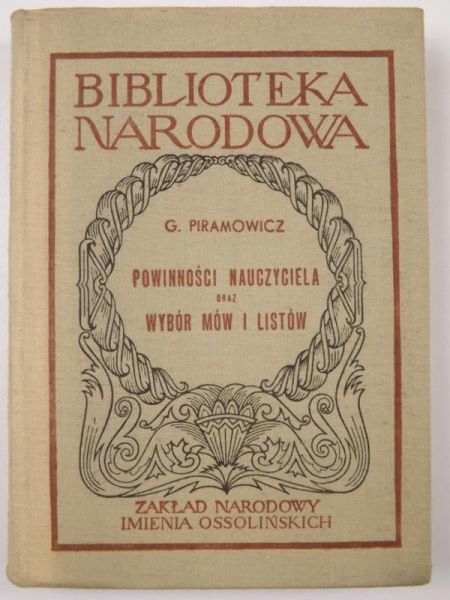 BIBLIOTEKA
NARODOWA
G. PIRAMOWICZ
POWINNOŚCI NAUCZYCIELA
ORAZ
WYBÓR MÓW I LISTÓW
ZAKŁAD NARODOWY
IMIENIA OSSOLIŃSKICH